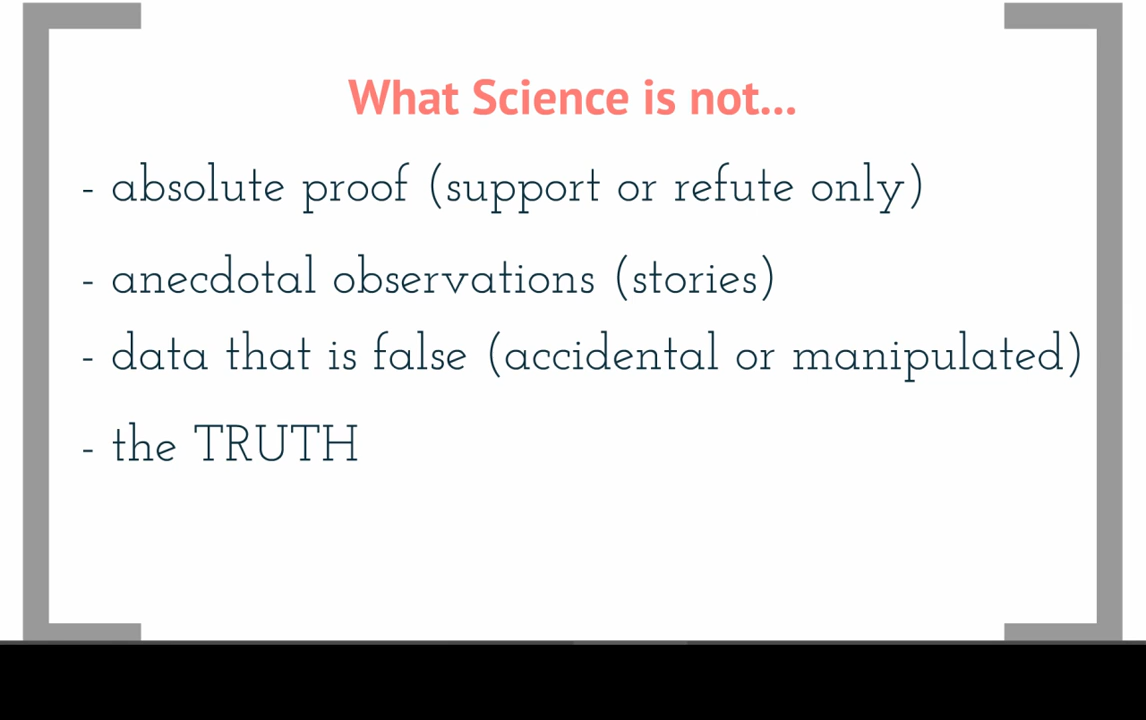 What Science is not...
- absolute proof (support or refute only)
- anecdotal observations (stories)
- data that is false (accidental or manipulated)
- the TRUTH